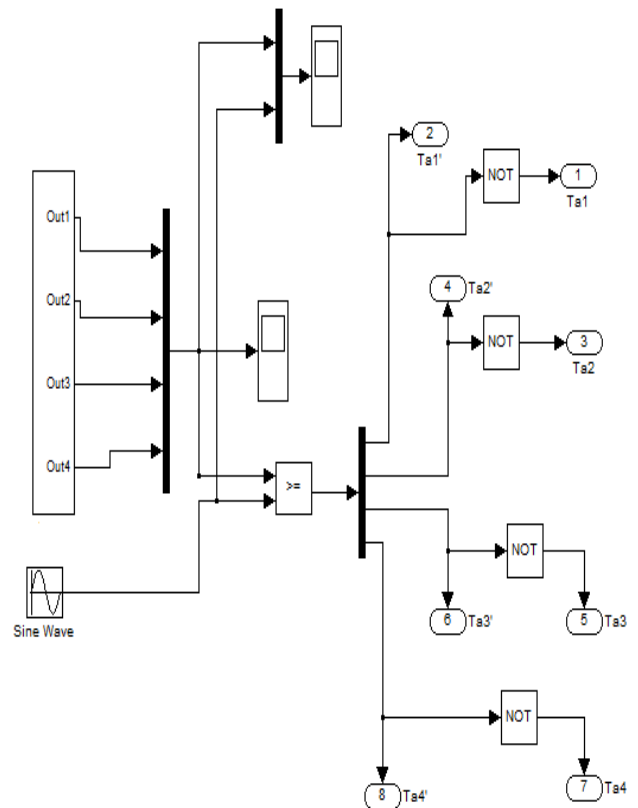 2
Ta1'
NOT
1
Ta1
Out1
Out2
Out3
Out4
4
Ta2'
NOT
3
Ta2
>=
NOT
6
Ta3'
5
Ta3
Sine Wave
NOT
8
Ta4'
7
Ta4